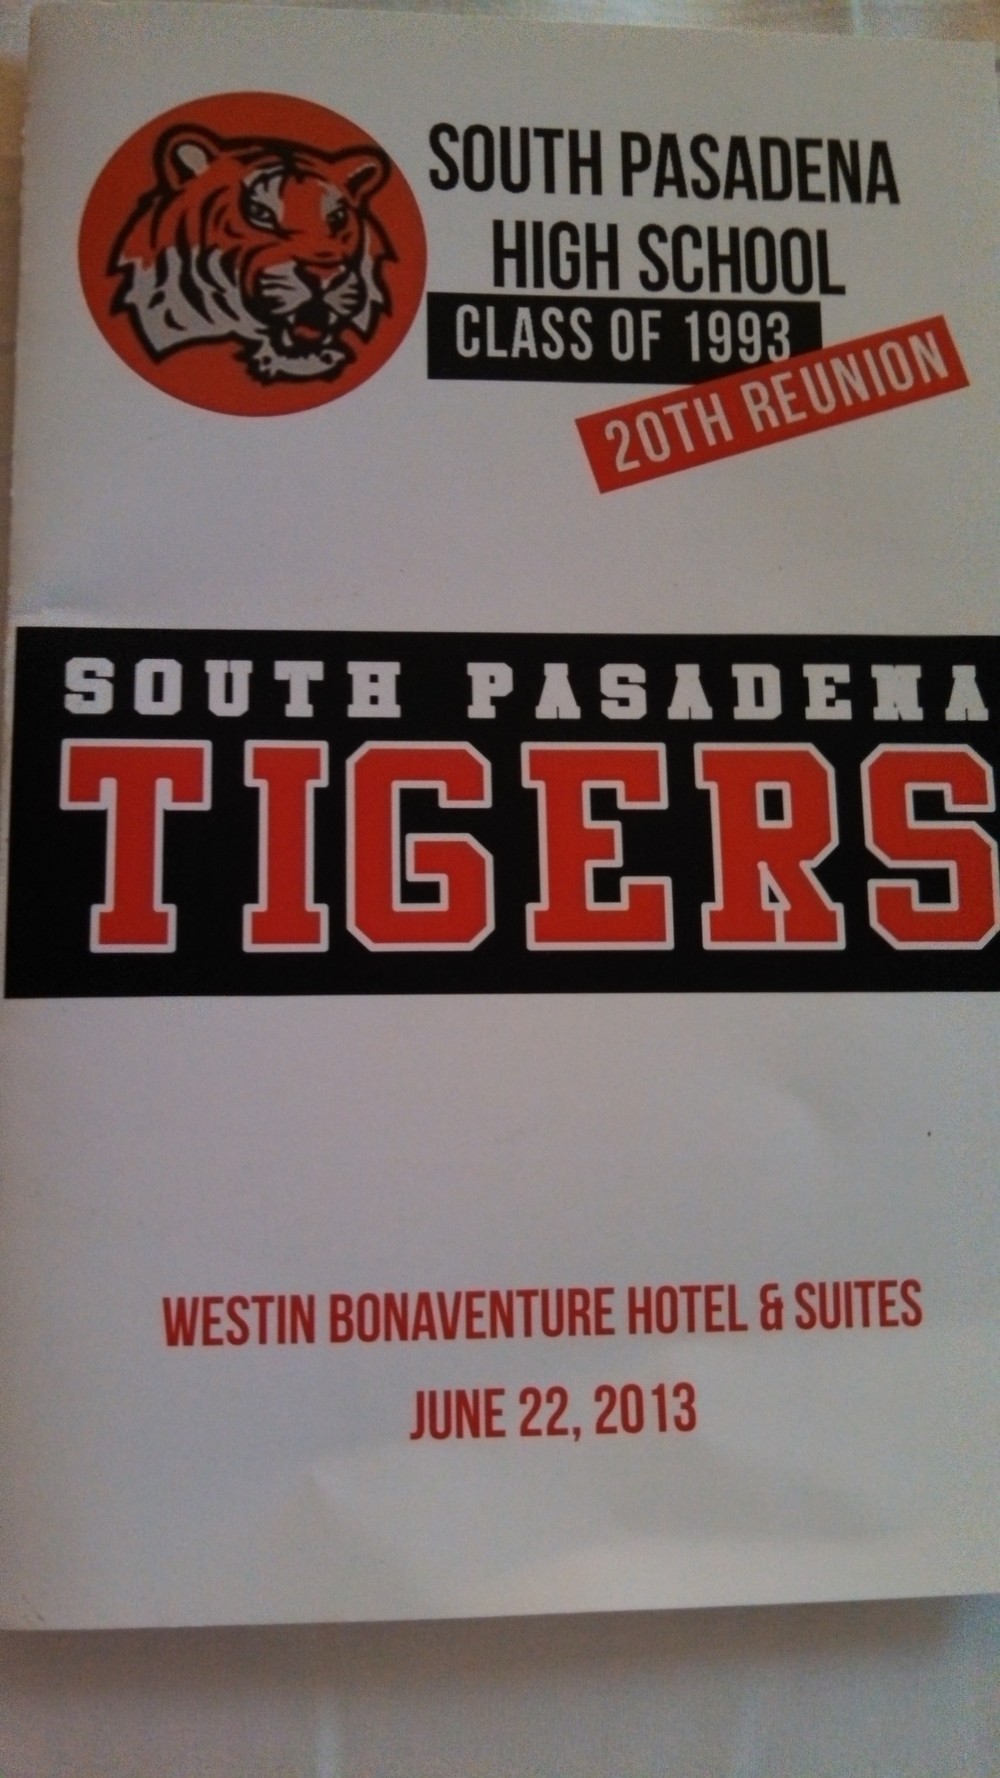 SOUTH PASADENA
HIGH SCHOOL
CLASS OF 1993
20TH REUNION
SOUTH PASADENA
TIGERS
WESTIN BONAVENTURE HOTEL & SUITES
JUNE 22, 2013